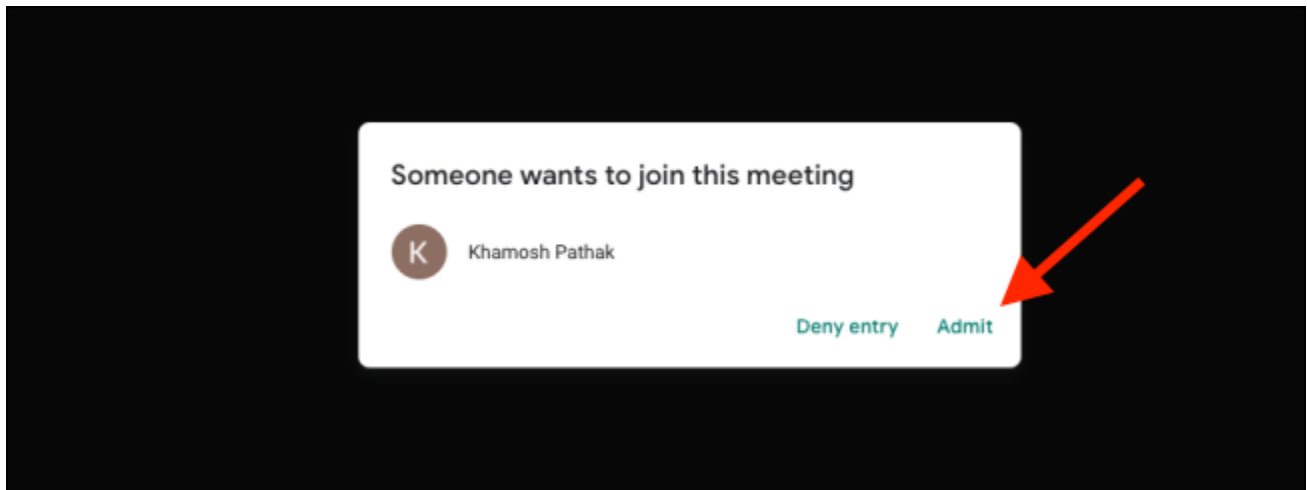 Someone wants to join this meeting
K
Khamosh Pathak
Deny entry
Admit